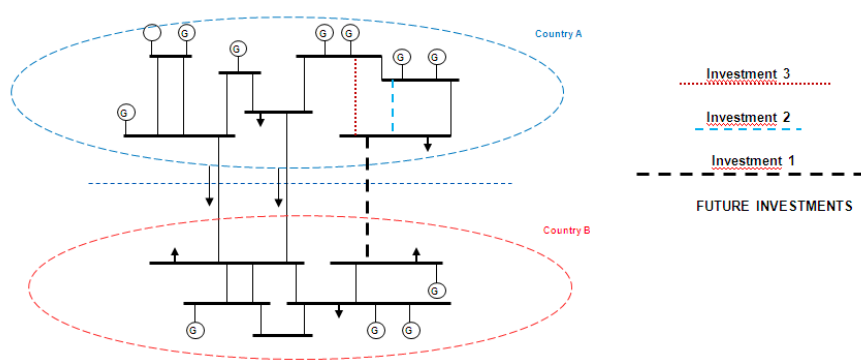 G
G G
Country A
G
G G
Investment 3
G
Investment 2
Investment 1
FUTURE INVESTMENTS
Country B
G
G
G G